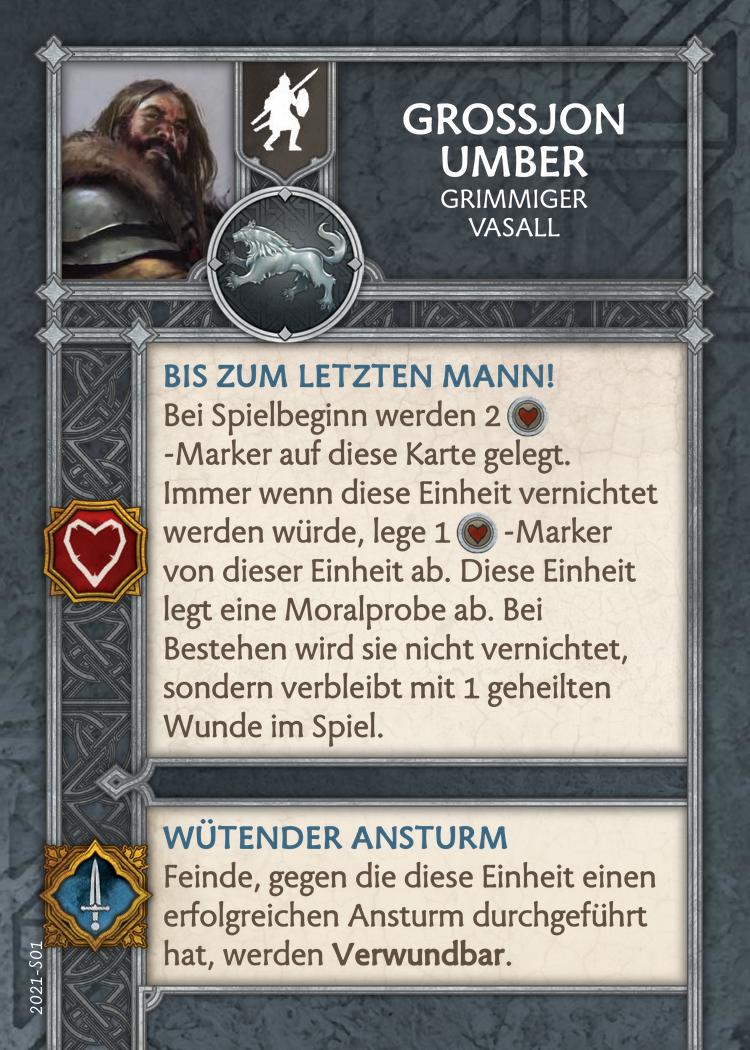 GROSSJON
UMBER
GRIMMIGER
VASALL
BIS ZUM LETZTEN MANN!
Bei Spielbeginn werden 2
-Marker auf diese Karte gelegt.
Immer wenn diese Einheit vernichtet
werden würde, lege 1 -Marker
von dieser Einheit ab. Diese Einheit
legt eine Moralprobe ab. Bei
Bestehen wird sie nicht vernichtet,
sondern verbleibt mit 1 geheilten
Wunde im Spiel.
WÜTENDER ANSTURM
Feinde, gegen die diese Einheit einen
erfolgreichen Ansturm durchgeführt
hat, werden Verwundbar.
2021-S01